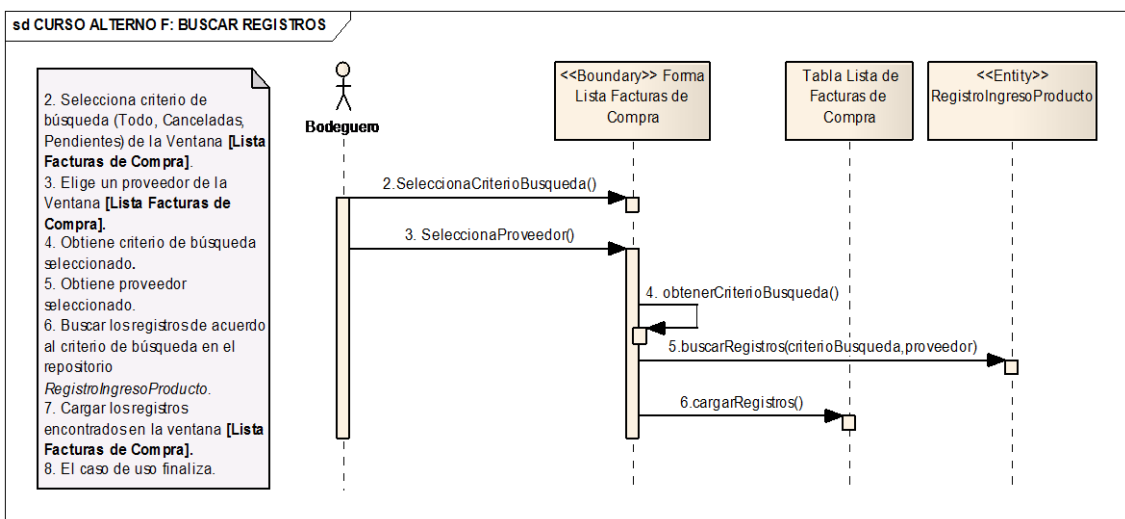 sd CURSO ALTERNO F: BUSCAR REGISTROS
2. Selecciona criterio de
búsqueda (Todo, Canceladas,
Pendientes) de la Ventana [Lista
Facturas de Compra].
3. Elige un proveedor de la
Ventana [Lista Facturas de
Compra].
4. Obtiene criterio de búsqueda
seleccionado.
5. Obtiene proveedor
seleccionado.
6. Buscar los registros de acuerdo
al criterio de búsqueda en el
repositorio
RegistroIngresoProducto.
7. Cargar los registros
encontrados en la ventana [Lista
Facturas de Compra].
8. El caso de uso finaliza.
Bodeguero
<<Boundary>> Forma
Lista Facturas de
Compra
Tabla Lista de
Facturas de
Compra
<<Entity>>
RegistroIngresoProducto
2.SeleccionaCriterioBusqueda()
3. SeleccionaProveedor()
4. obtenerCriterioBusqueda()
5.buscarRegistros(criterioBusqueda,proveedor)
6.cargarRegistros()